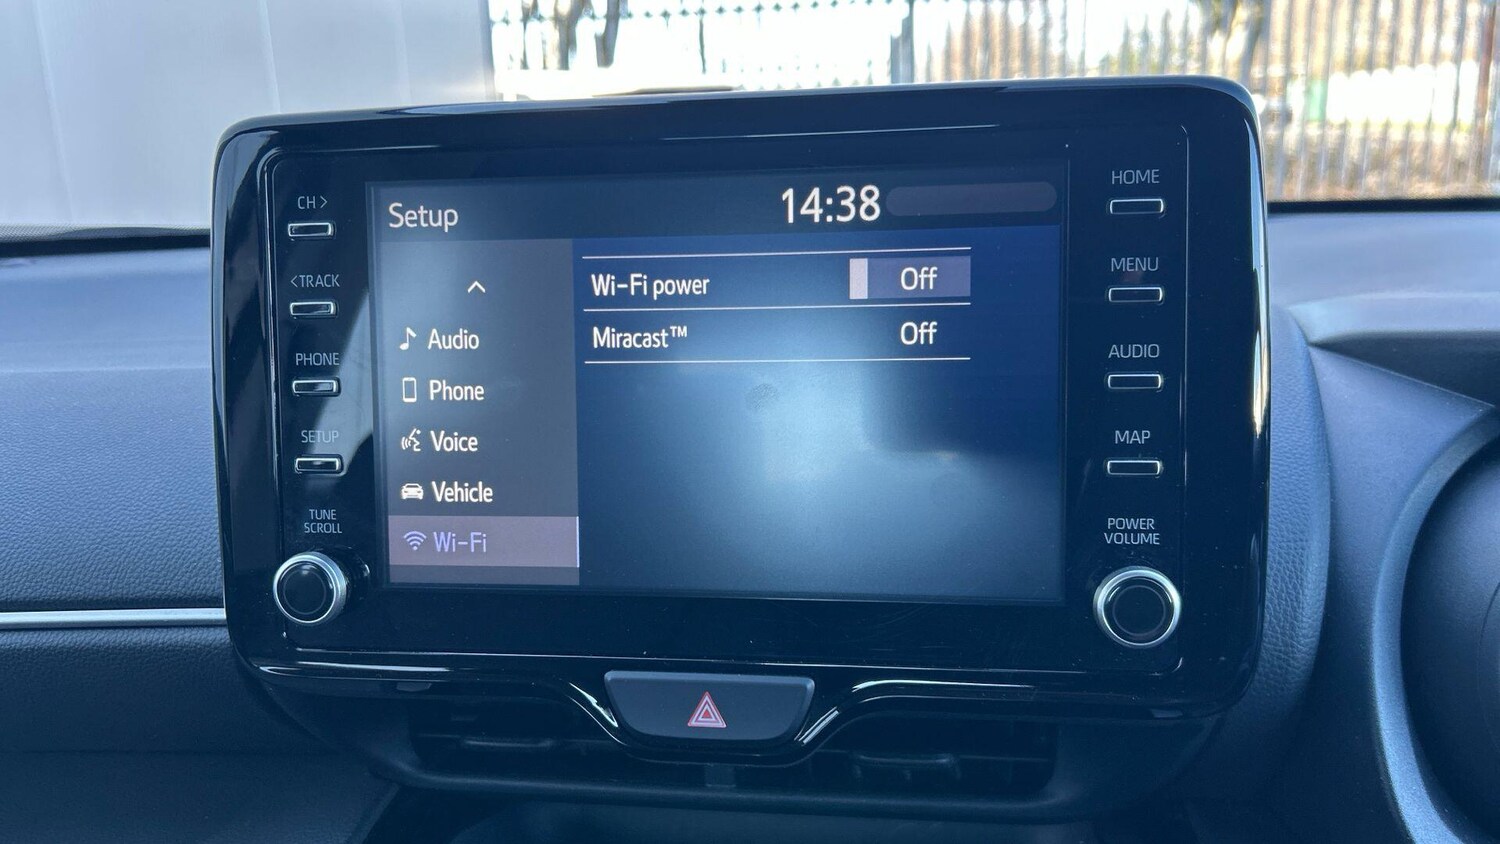 CH >
< TRACK
PHONE
SETUP
TUNE
SCROLL
Setup
14:38
Audio
Phone
Voice
Vehicle
Wi-Fi
Wi-Fi power Off
Miracast™ Off
HOME
MENU
AUDIO
MAP
POWER
VOLUME